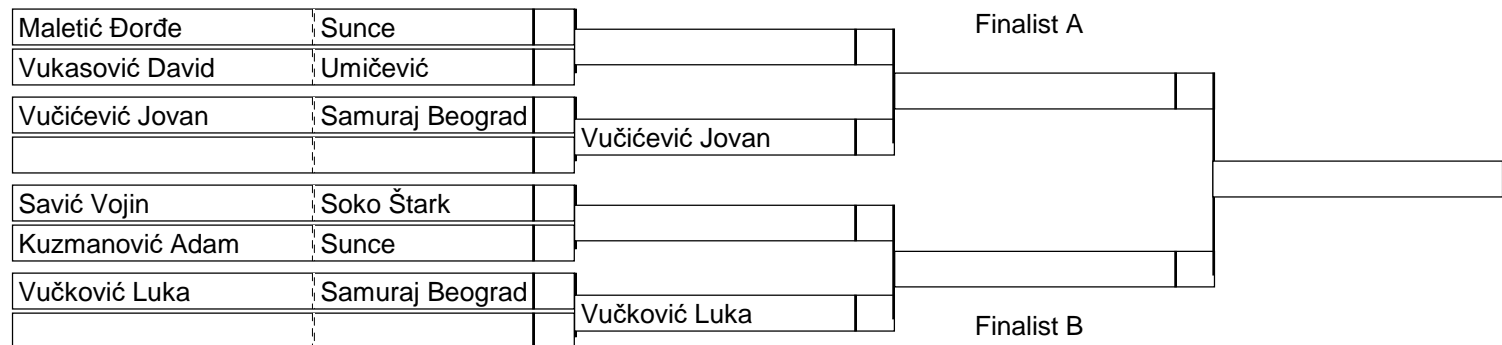 Maletić Đorđe Sunce
Finalist A
Vukasović David Umičević
Vučićević Jovan Samuraj Beograd
Vučićević Jovan
Savić Vojin Soko Štark
Kuzmanović Adam Sunce
Vučković Luka Samuraj Beograd
Vučković Luka
Finalist B